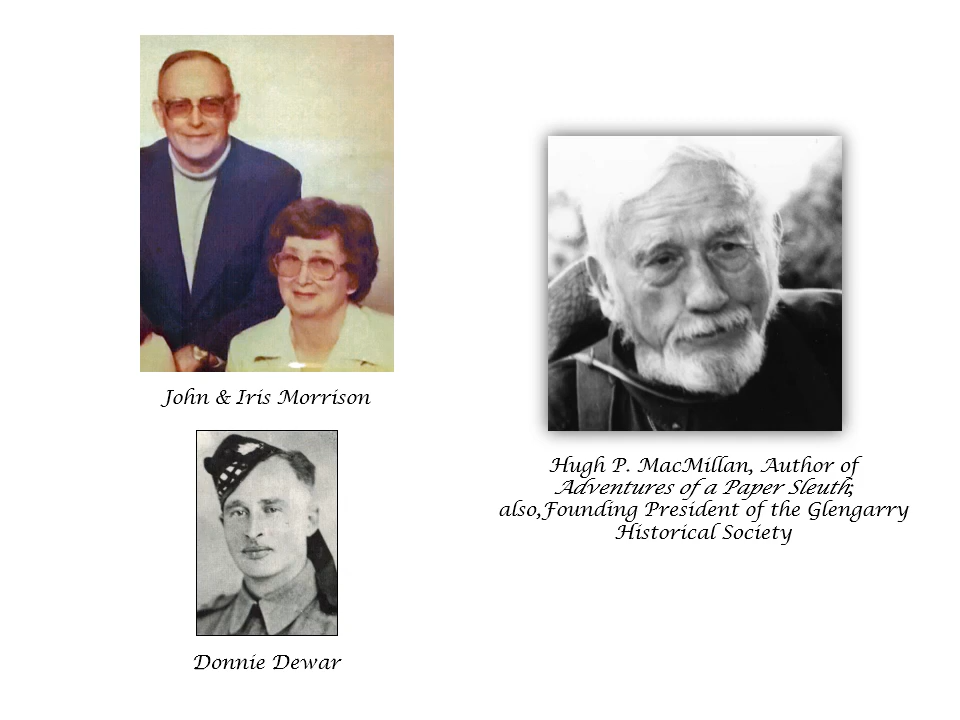 John & Iris Morrison
Donnie Dewar
Hugh P. MacMillan, Author of
Adventures of a Paper Sleuth;
also,Founding President of the Glengarry
Historical Society